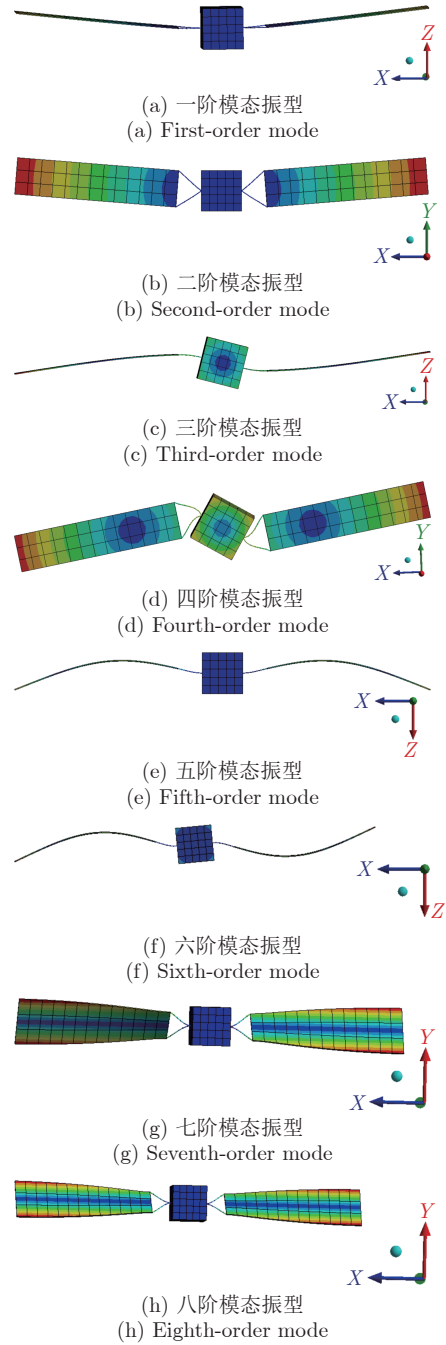 Z
X
(a) 一阶模态振型
(a) First-order mode
Y
X
(b) 二阶模态振型
(b) Second-order mode
Z
X
(c) 三阶模态振型
(c) Third-order mode
Y
X
(d) 四阶模态振型
(d) Fourth-order mode
X
Z
(e) 五阶模态振型
(e) Fifth-order mode
X
Z
(f) 六阶模态振型
(f) Sixth-order mode
Y
X
(g) 七阶模态振型
(g) Seventh-order mode
Y
X
(h) 八阶模态振型
(h) Eighth-order mode